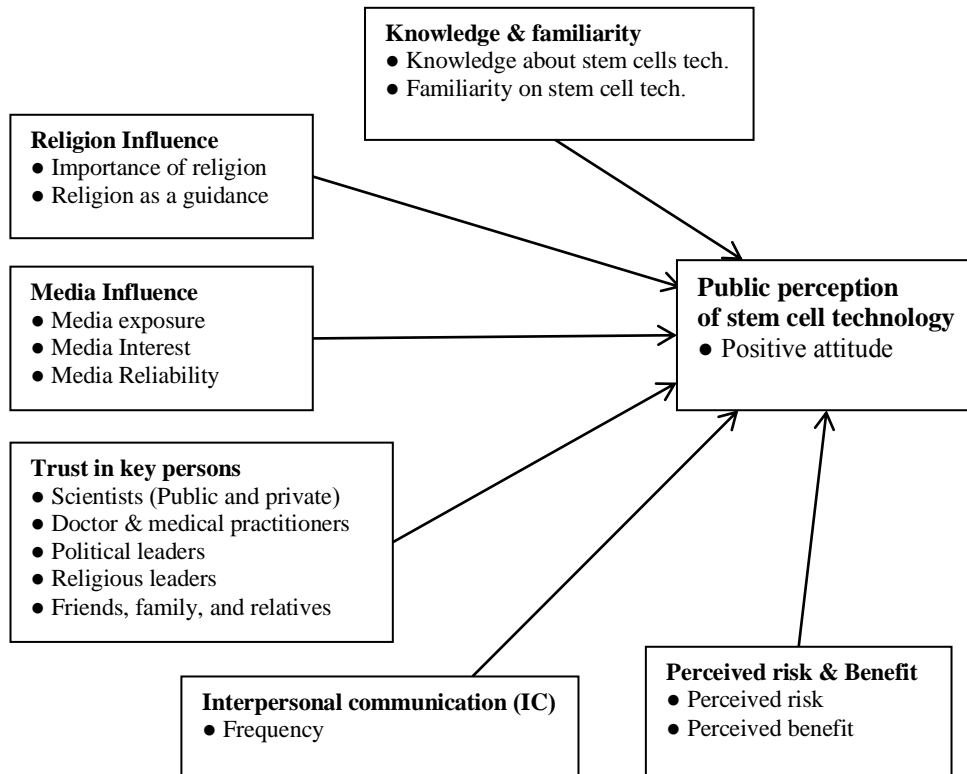 Knowledge & familiarity
● Knowledge about stem cells tech.
● Familiarity on stem cell tech.
Religion Influence
● Importance of religion
● Religion as a guidance
Media Influence
● Media exposure
● Media Interest
● Media Reliability
Public perception
of stem cell technology
● Positive attitude
Trust in key persons
● Scientists (Public and private)
● Doctor & medical practitioners
● Political leaders
● Religious leaders
● Friends, family, and relatives
Interpersonal communication (IC)
● Frequency
Perceived risk & Benefit
● Perceived risk
● Perceived benefit